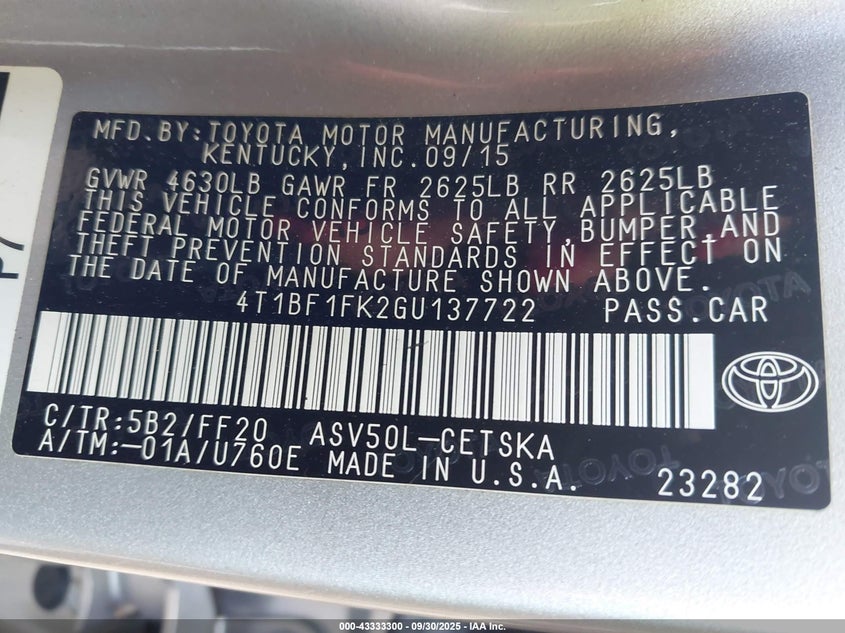 MFD.BY:TOYOTA MOTOR MANUFACTURING,
KENTUCKY,INC.09/15
GVWR 4630LB GAWR FR 2625LB RR 2625LB
THIS VEHICLE CONFORMS TO ALL APPLICABLE
FEDERAL MOTOR VEHICLE SAFETY,BUMPER,AND
THEFT PREVENTION STANDARDS IN EFFECT ON
THE DATE OF MANUFACTURE SHOWN ABOVE.
4T1BF1FK2GU137722 PASS.CAR
C/TR:5B2/FF20 ASV50L-CETSKA
A/TM:-01A/U760E MADE IN U.S.A. 23282
000-43333300 - 09/30/2025 - IAA Inc.